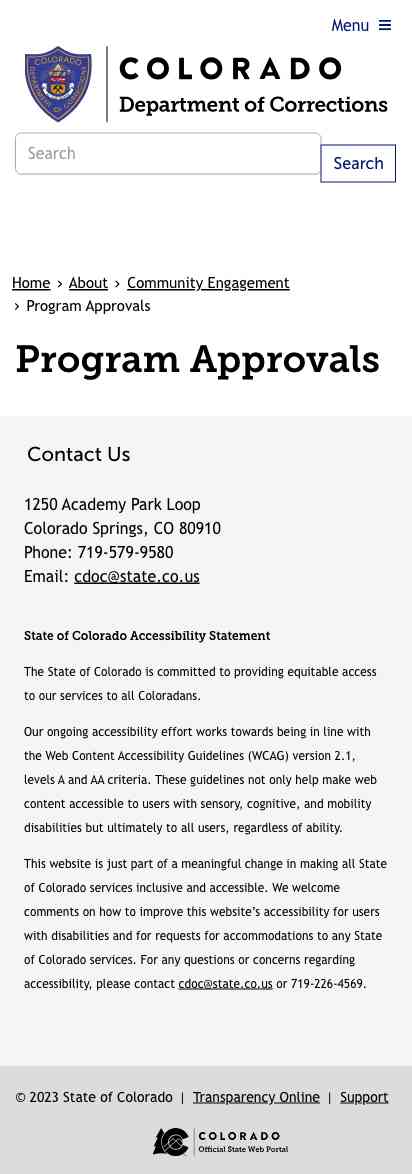 Menu
COLORADO
Department of Corrections
Search
Search
Home › About › Community Engagement
› Program Approvals
Program Approvals
Contact Us
1250 Academy Park Loop
Colorado Springs, CO 80910
Phone: 719-579-9580
Email: cdoc@state.co.us
State of Colorado Accessibility Statement
The State of Colorado is committed to providing equitable access
to our services to all Coloradans.
Our ongoing accessibility effort works towards being in line with
the Web Content Accessibility Guidelines (WCAG) version 2.1,
levels A and AA criteria. These guidelines not only help make web
content accessible to users with sensory, cognitive, and mobility
disabilities but ultimately to all users, regardless of ability.
This website is just part of a meaningful change in making all State
of Colorado services inclusive and accessible. We welcome
comments on how to improve this website's accessibility for users
with disabilities and for requests for accommodations to any State
of Colorado services. For any questions or concerns regarding
accessibility, please contact cdoc@state.co.us or 719-226-4569.
© 2023 State of Colorado | Transparency Online | Support
COLORADO
Official State Web Portal